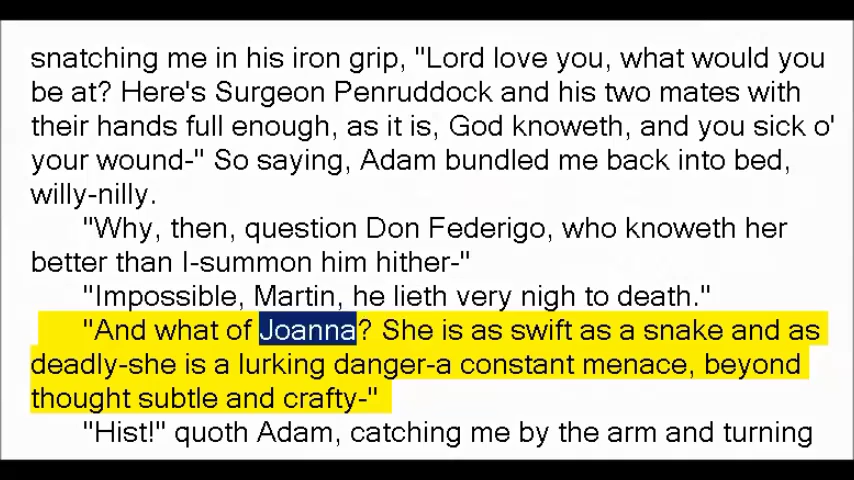 snatching me in his iron grip, "Lord love you, what would you
be at? Here's Surgeon Penruddock and his two mates with
their hands full enough, as it is, God knoweth, and you sick o'
your wound-" So saying, Adam bundled me back into bed,
willy-nilly.
"Why, then, question Don Federigo, who knoweth her
better than I-summon him hither-"
"Impossible, Martin, he lieth very nigh to death."
"And what of Joanna? She is as swift as a snake and as
deadly-she is a lurking danger-a constant menace, beyond
thought subtle and crafty-"
"Hist!" quoth Adam, catching me by the arm and turning